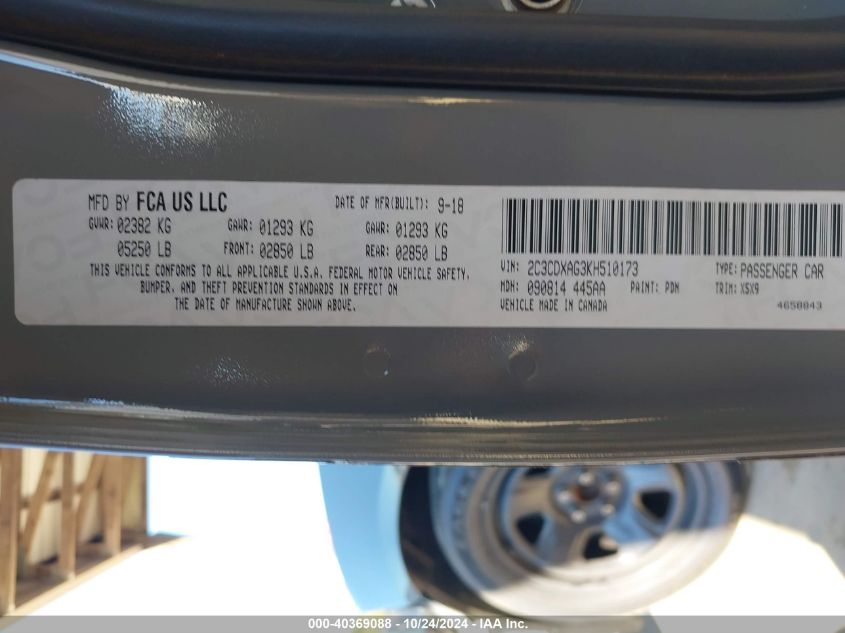 MFD BY FCA US LLC
DATE OF MFR(BUILT): 9-18
GVWR: 02382 KG
GAWR: 01293 KG
GAWR: 01293 KG
05250 LB
FRONT: 02850 LB
REAR: 02850 LB
THIS VEHICLE CONFORMS TO ALL APPLICABLE U.S.A. FEDERAL MOTOR VEHICLE SAFETY,
BUMPER, AND THEFT PREVENTION STANDARDS IN EFFECT ON
THE DATE OF MANUFACTURE SHOWN ABOVE.
VIN: 2C3CDXAG3KH510173
TYPE: PASSENGER CAR
MDH: 090814 445AA
PAINT: PDN
TRIM: X5X9
VEHICLE MADE IN CANADA
4658843
000-40369088 - 10/24/2024 - IAA Inc.